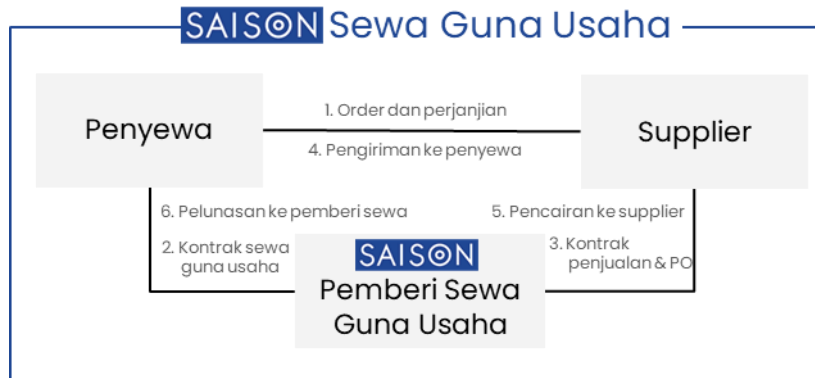 SAISON Sewa Guna Usaha
Penyewa
1. Order dan perjanjian
4. Pengiriman ke penyewa
Supplier
6. Pelunasan ke pemberi sewa
5. Pencairan ke supplier
2. Kontrak sewa
guna usaha
3. Kontrak
penjualan & PO
SAISON
Pemberi Sewa
Guna Usaha